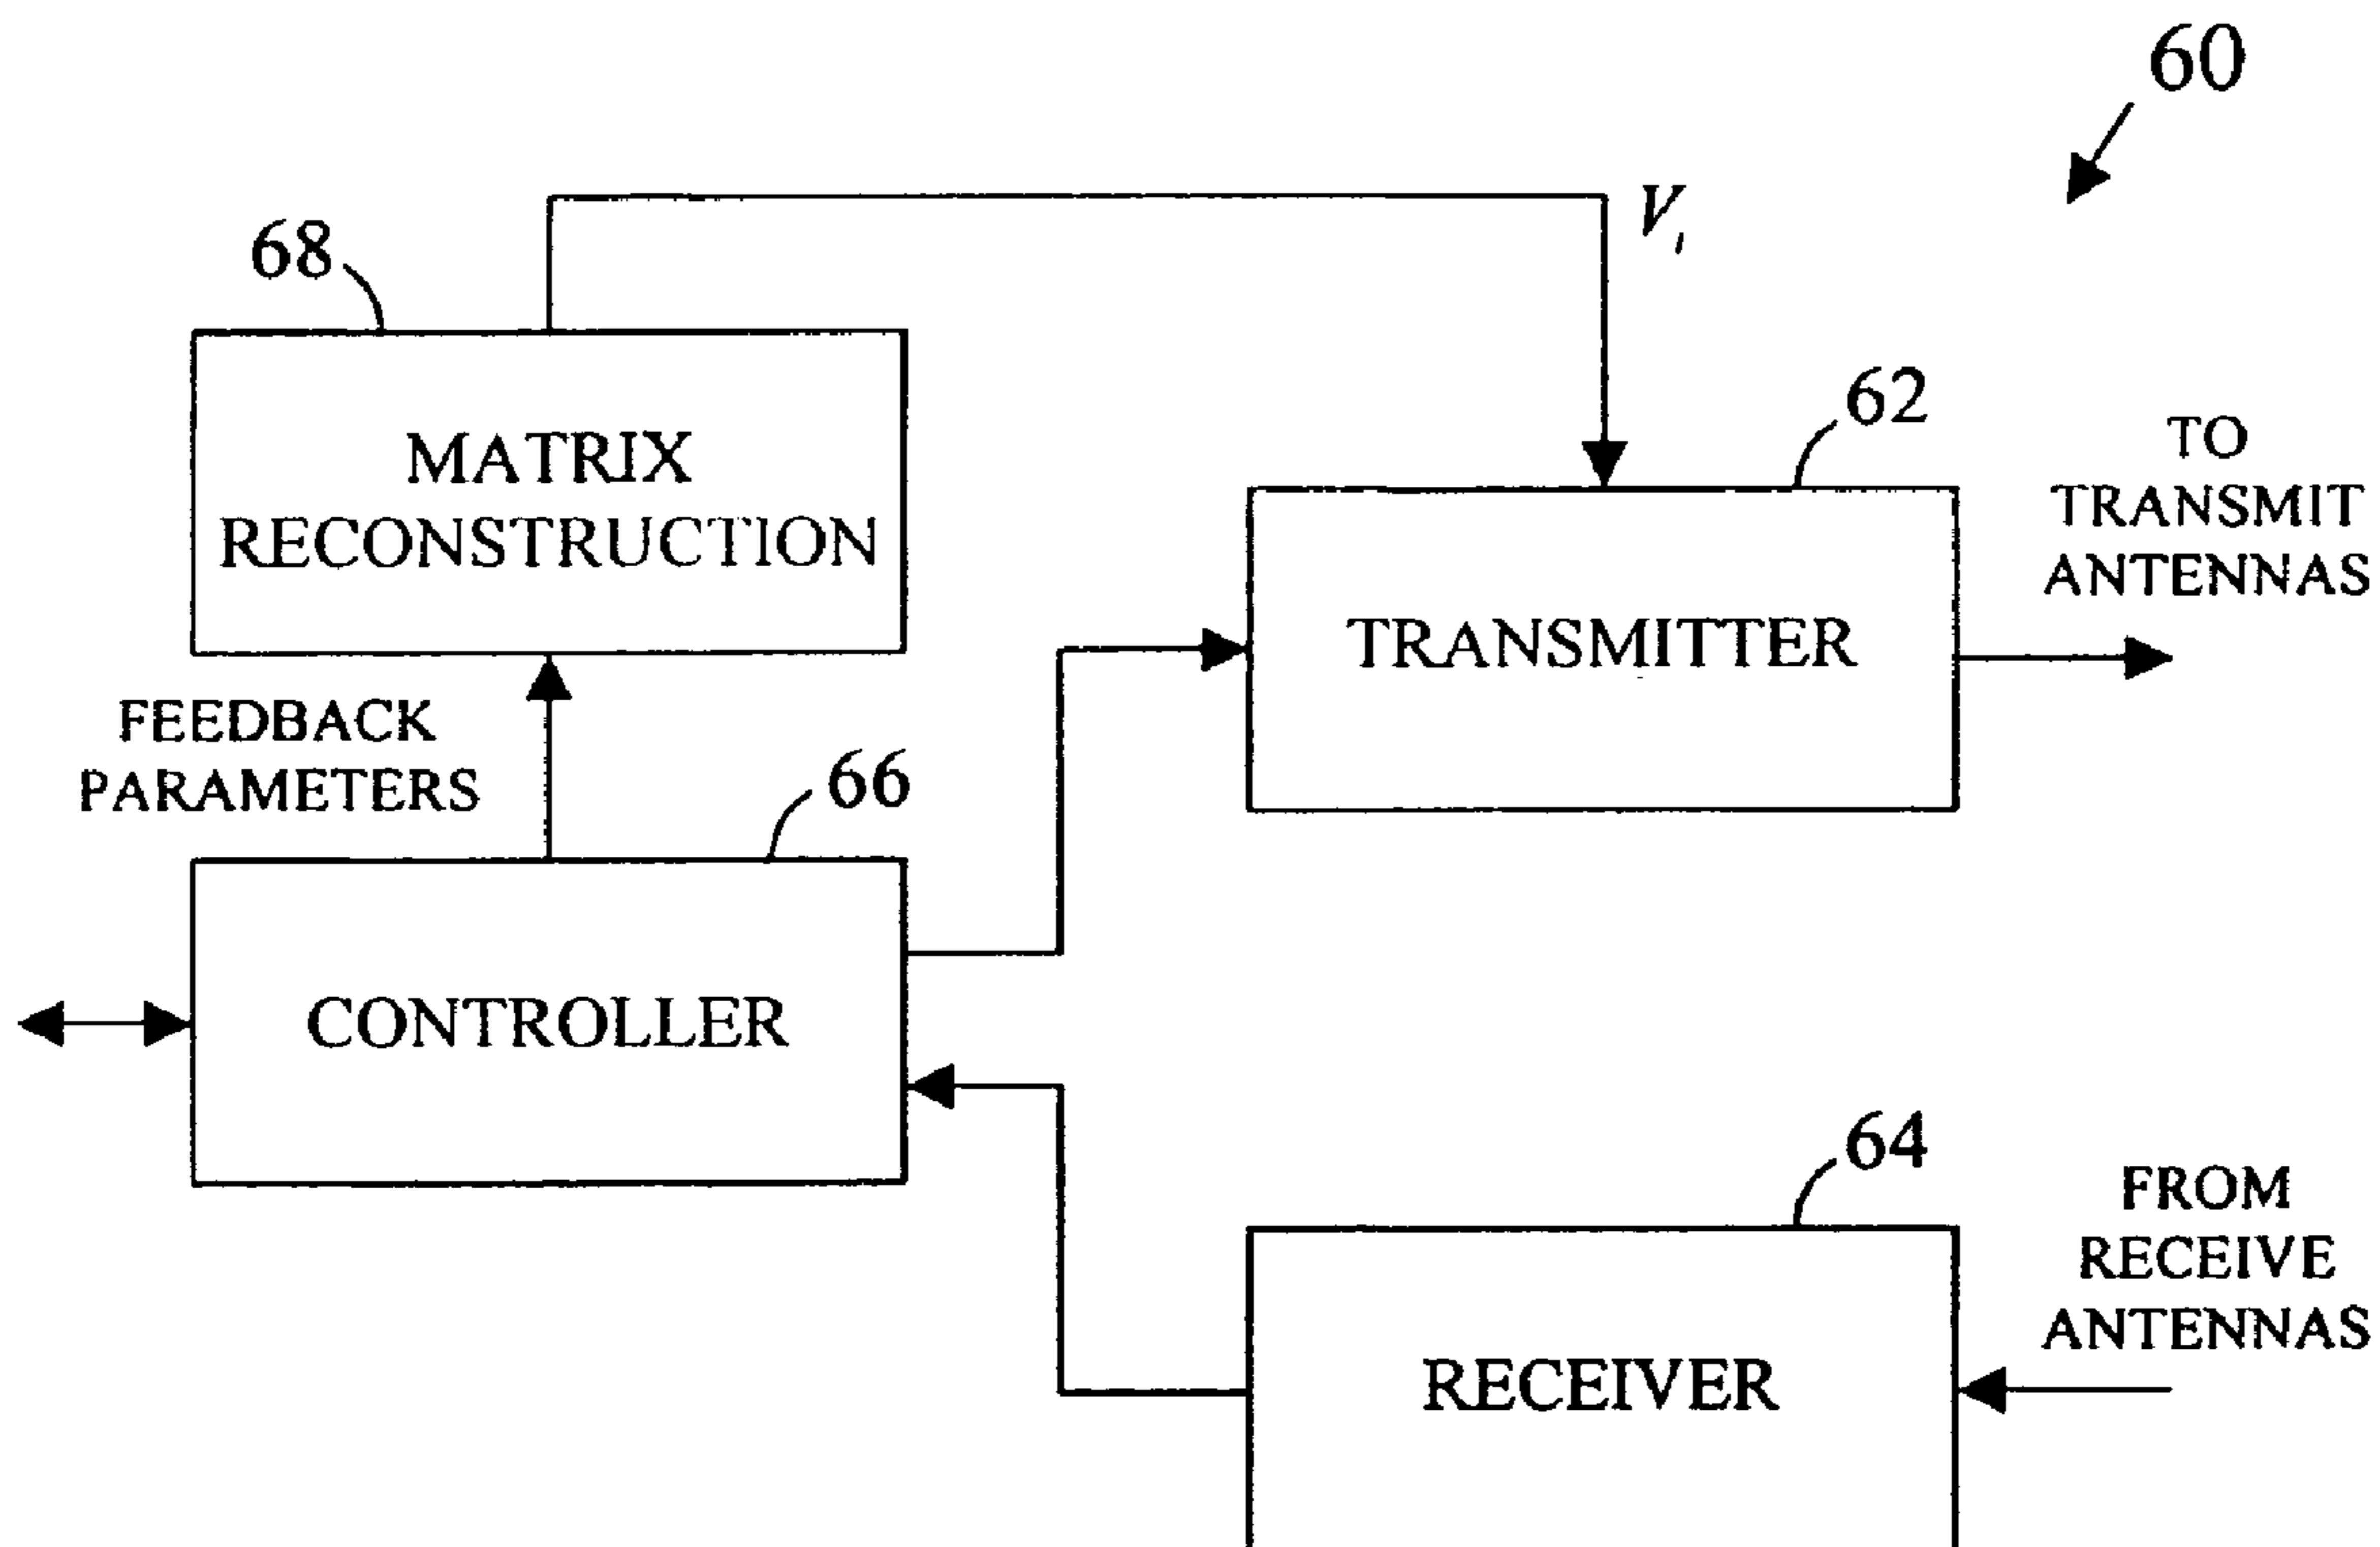 60
V
68
62
TO
TRANSMIT
ANTENNAS
MATRIX
RECONSTRUCTION
TRANSMITTER
FEEDBACK
PARAMETERS
66
CONTROLLER
64
FROM
RECEIVE
ANTENNAS
RECEIVER